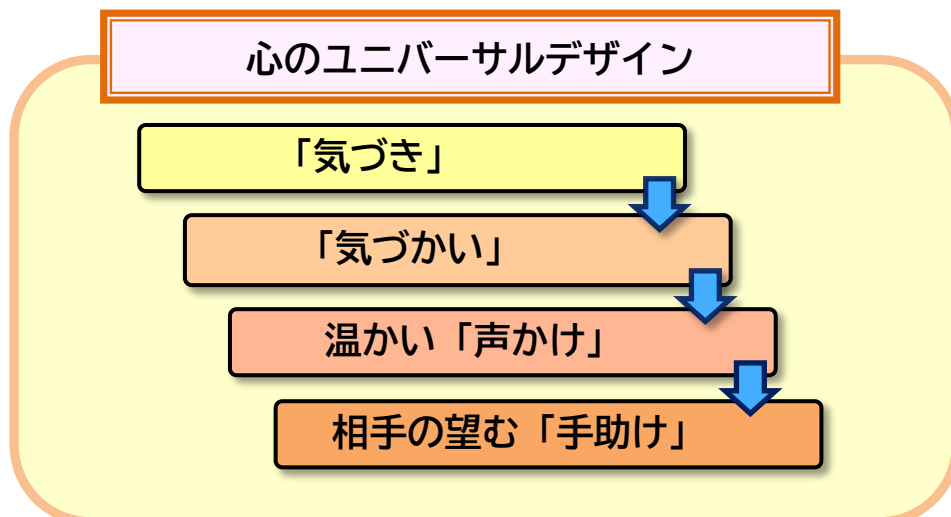 心のユニバーサルデザイン
「気づき」
「気づかい」
温かい「声かけ」
相手の望む「手助け」